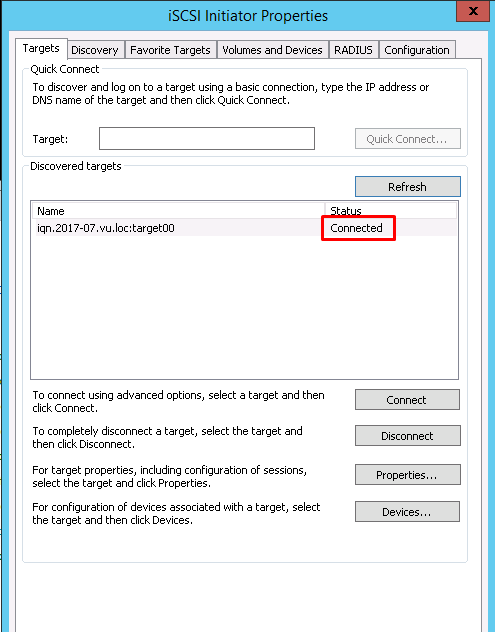 iSCSI Initiator Properties
X
Targets Discovery Favorite Targets Volumes and Devices RADIUS Configuration
Quick Connect
To discover and log on to a target using a basic connection, type the IP address or
DNS name of the target and then click Quick Connect.
Target:
Quick Connect...
Discovered targets
Refresh
Name Status
iqn.2017-07.vu.loc:target00 Connected
To connect using advanced options, select a target and then
click Connect.
Connect
To completely disconnect a target, select the target and
then click Disconnect.
Disconnect
For target properties, including configuration of sessions,
select the target and click Properties.
Properties...
For configuration of devices associated with a target, select
the target and then click Devices.
Devices...